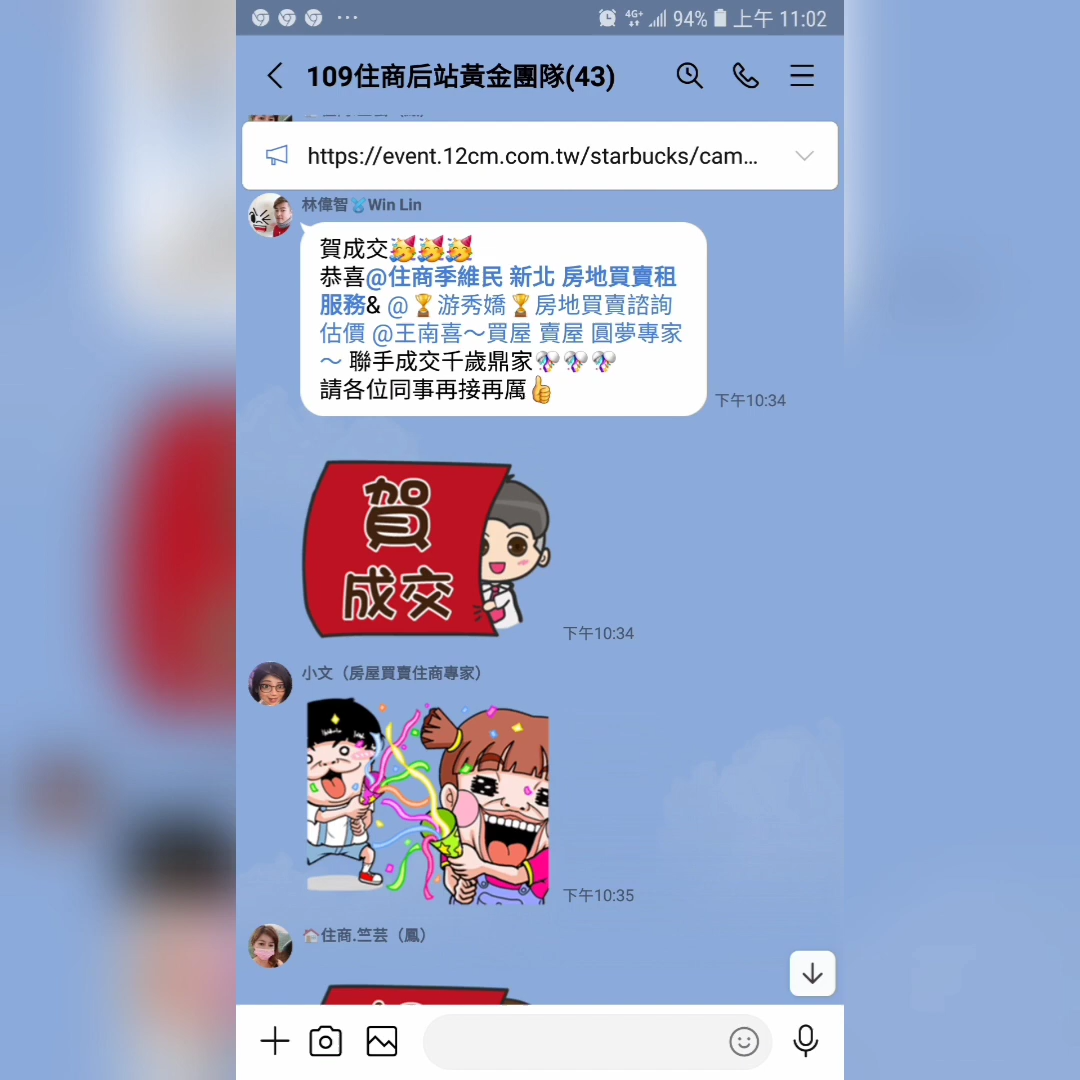 4G+ 94% 上午 11:02
109住商后站黃金團隊(43)
https://event.12cm.com.tw/starbucks/cam...
林偉智Win Lin
賀成交🥳🥳🥳
恭喜@住商季維民 新北 房地買賣租
服務& @🏆游秀嬌🏆房地買賣諮詢
估價 @王南喜～買屋 賣屋 圓夢專家
～ 聯手成交千歲鼎家🎊🎊🎊
請各位同事再接再厲👍
下午10:34
賀
成交
下午10:34
小文（房屋買賣住商專家）
下午10:35
🏠住商.竺芸（鳳）